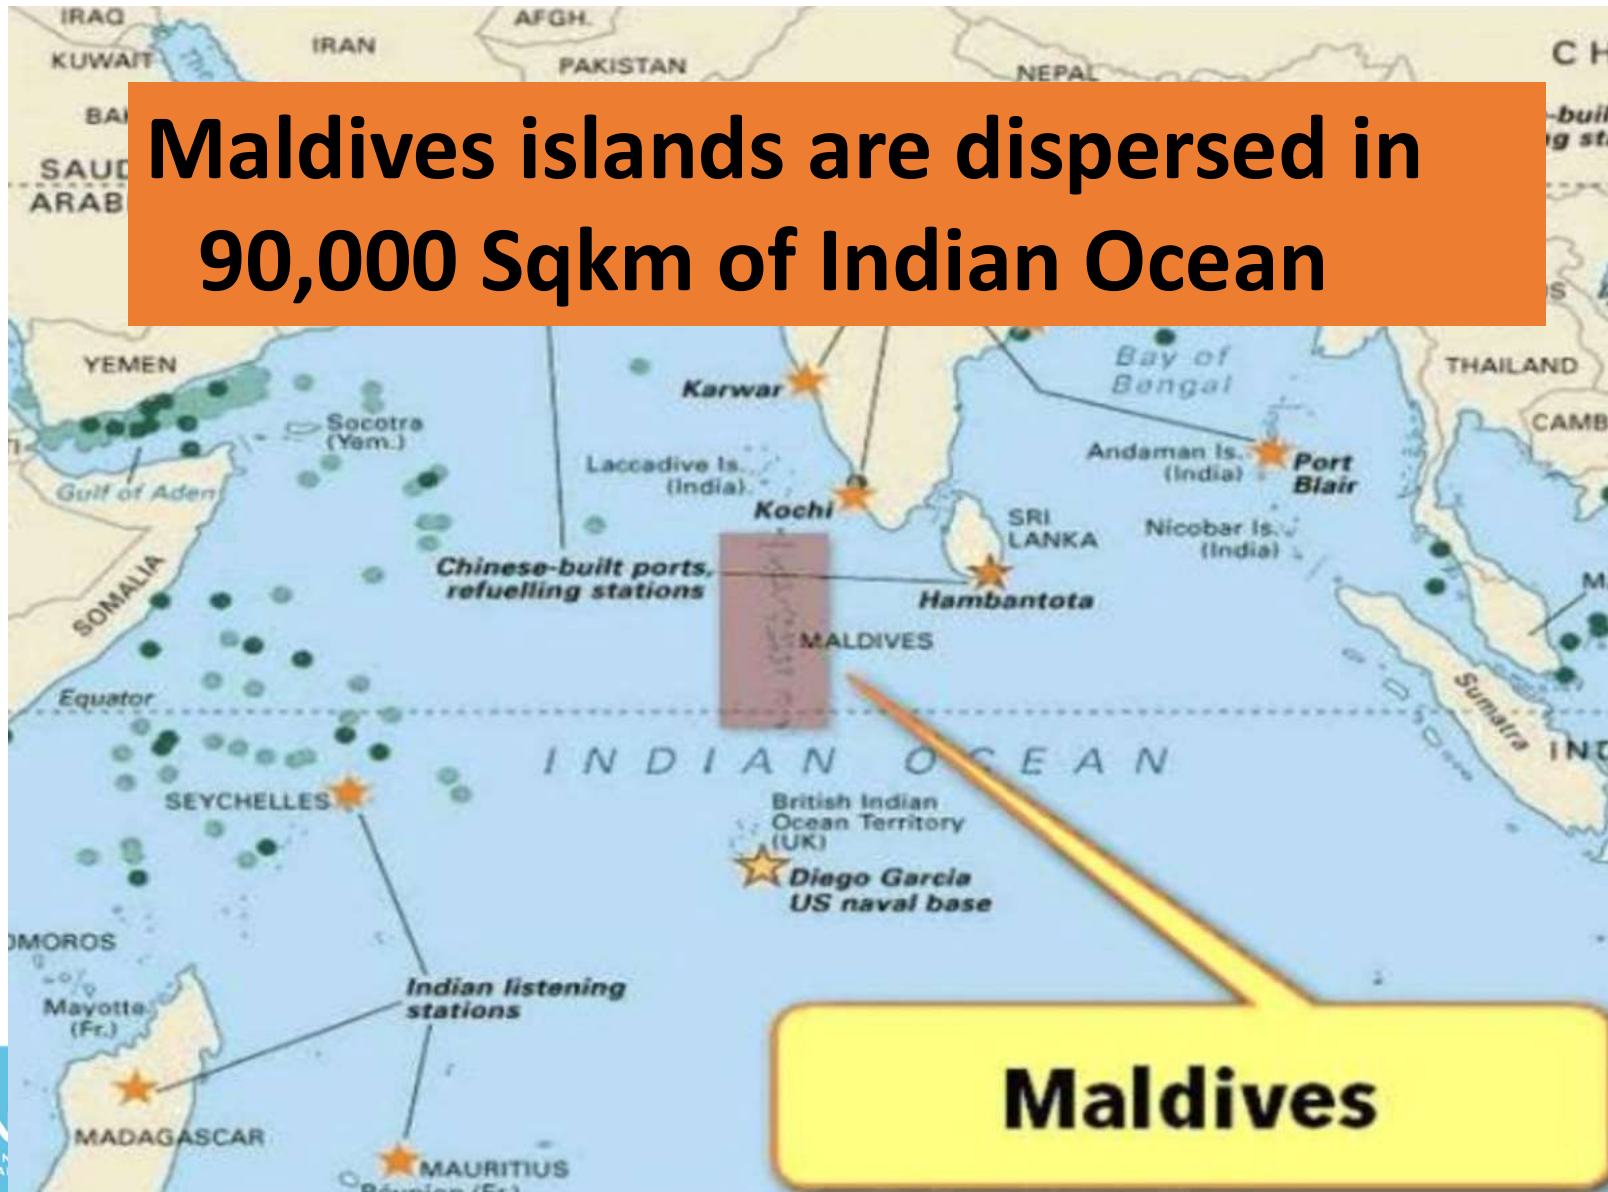 IRAQ
AFGH.
KUWAIT
IRAN
PAKISTAN
NEPAL
Maldives islands are dispersed in
90,000 Sqkm of Indian Ocean
YEMEN
Socotra
(Yem.)
Gulf of Aden
SOMALIA
Karwar
Laccadive Is.
(India)
Kochi
Bay of
Bengal
THAILAND
Andaman Is.
(India)
Port
Blair
Nicobar Is.
(India)
SRI
LANKA
Chinese-built ports,
refuelling stations
Hambantota
MALDIVES
Equator
INDIAN OCEAN
Sumatra
SEYCHELLES
British Indian
Ocean Territory
(UK)
Diego Garcia
US naval base
Mayotte
(Fr.)
Indian listening
stations
MADAGASCAR
MAURITIUS
Maldives